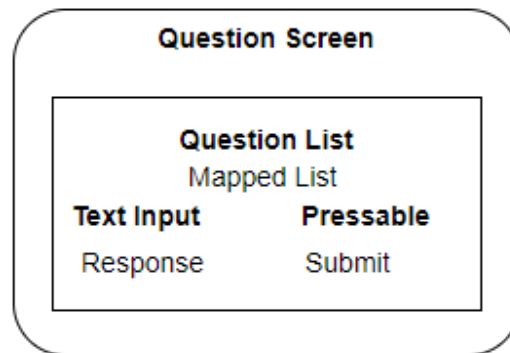 Question Screen
Question List
Mapped List
Text Input Pressable
Response Submit